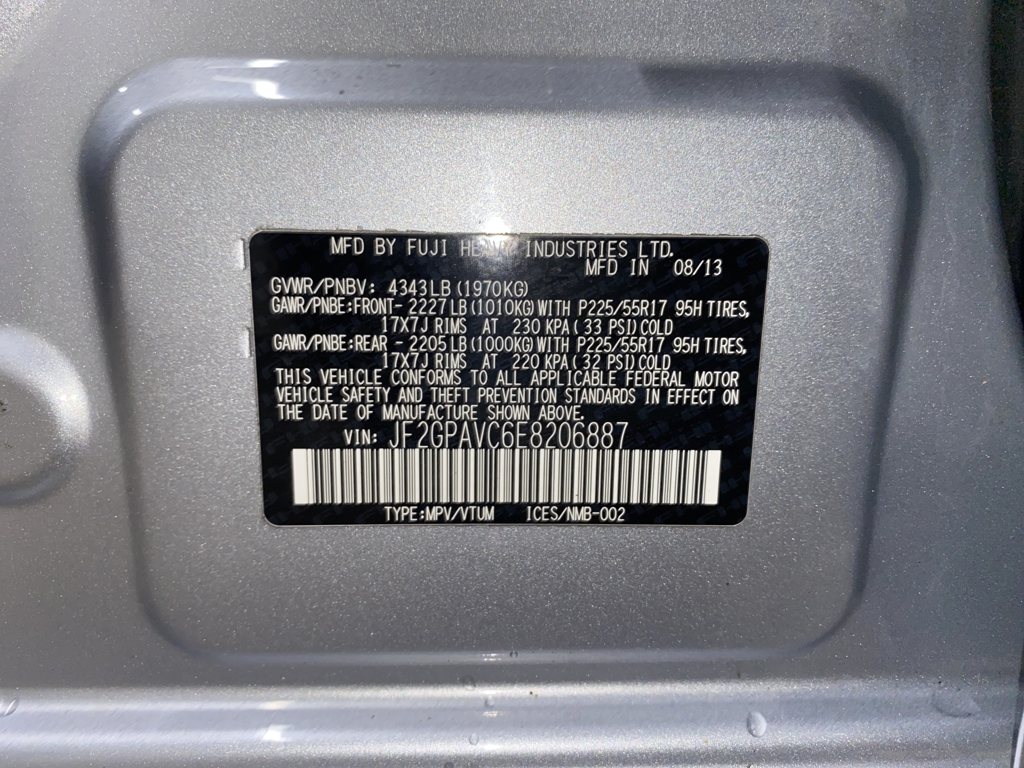 MFD BY FUJI HEAVY INDUSTRIES LTD.
MFD IN 08/13
GVWR/PNBV: 4343LB (1970KG)
GAWR/PNBE:FRONT- 2227LB (1010KG) WITH P225/55R17 95H TIRES,
17X7J RIMS AT 230 KPA ( 33 PSI) COLD
GAWR/PNBE:REAR - 2205LB (1000KG) WITH P225/55R17 95H TIRES,
17X7J RIMS AT 220 KPA ( 32 PSI) COLD
THIS VEHICLE CONFORMS TO ALL APPLICABLE FEDERAL MOTOR
VEHICLE SAFETY AND THEFT PREVENTION STANDARDS IN EFFECT ON
THE DATE OF MANUFACTURE SHOWN ABOVE.
VIN: JF2GPAVC6E8206887
TYPE:MPV/VTUM ICES/NMB-002